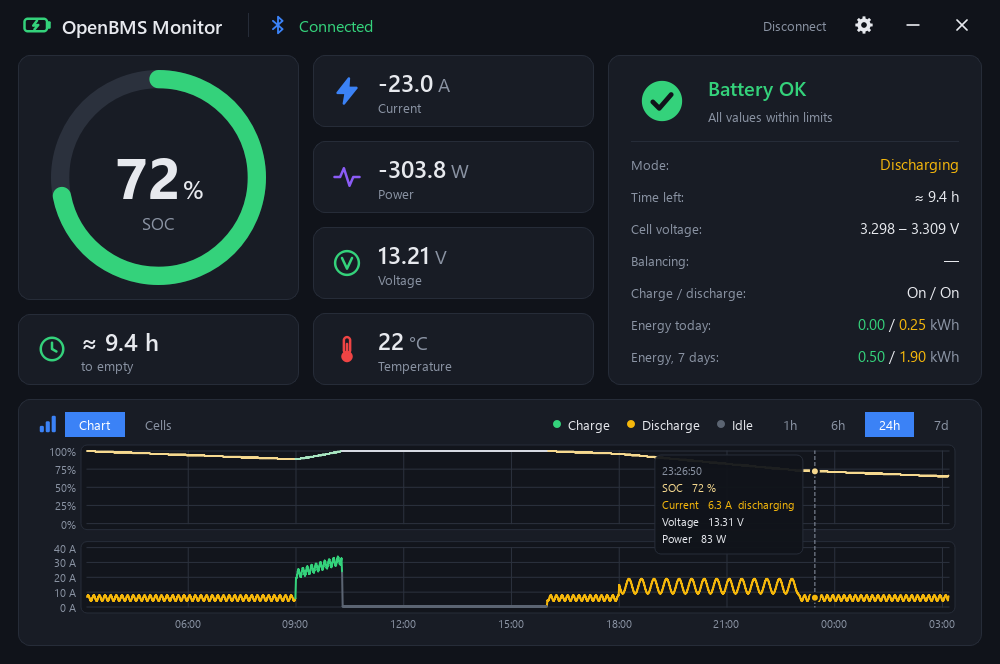 OpenBMS Monitor
Connected
Disconnect
72 %
SOC
≈ 9.4 h
to empty
-23.0 A
Current
-303.8 W
Power
13.21 V
Voltage
22 °C
Temperature
Battery OK
All values within limits
Mode: Discharging
Time left: ≈ 9.4 h
Cell voltage: 3.298 – 3.309 V
Balancing: —
Charge / discharge: On / On
Energy today: 0.00 / 0.25 kWh
Energy, 7 days: 0.50 / 1.90 kWh
Chart Cells Charge Discharge Idle 1h 6h 24h 7d
100%
75%
50%
25%
0%
23:26:50
SOC 72 %
Current 6.3 A discharging
Voltage 13.31 V
Power 83 W
40 A
30 A
20 A
10 A
0 A
06:00 09:00 12:00 15:00 18:00 21:00 00:00 03:00